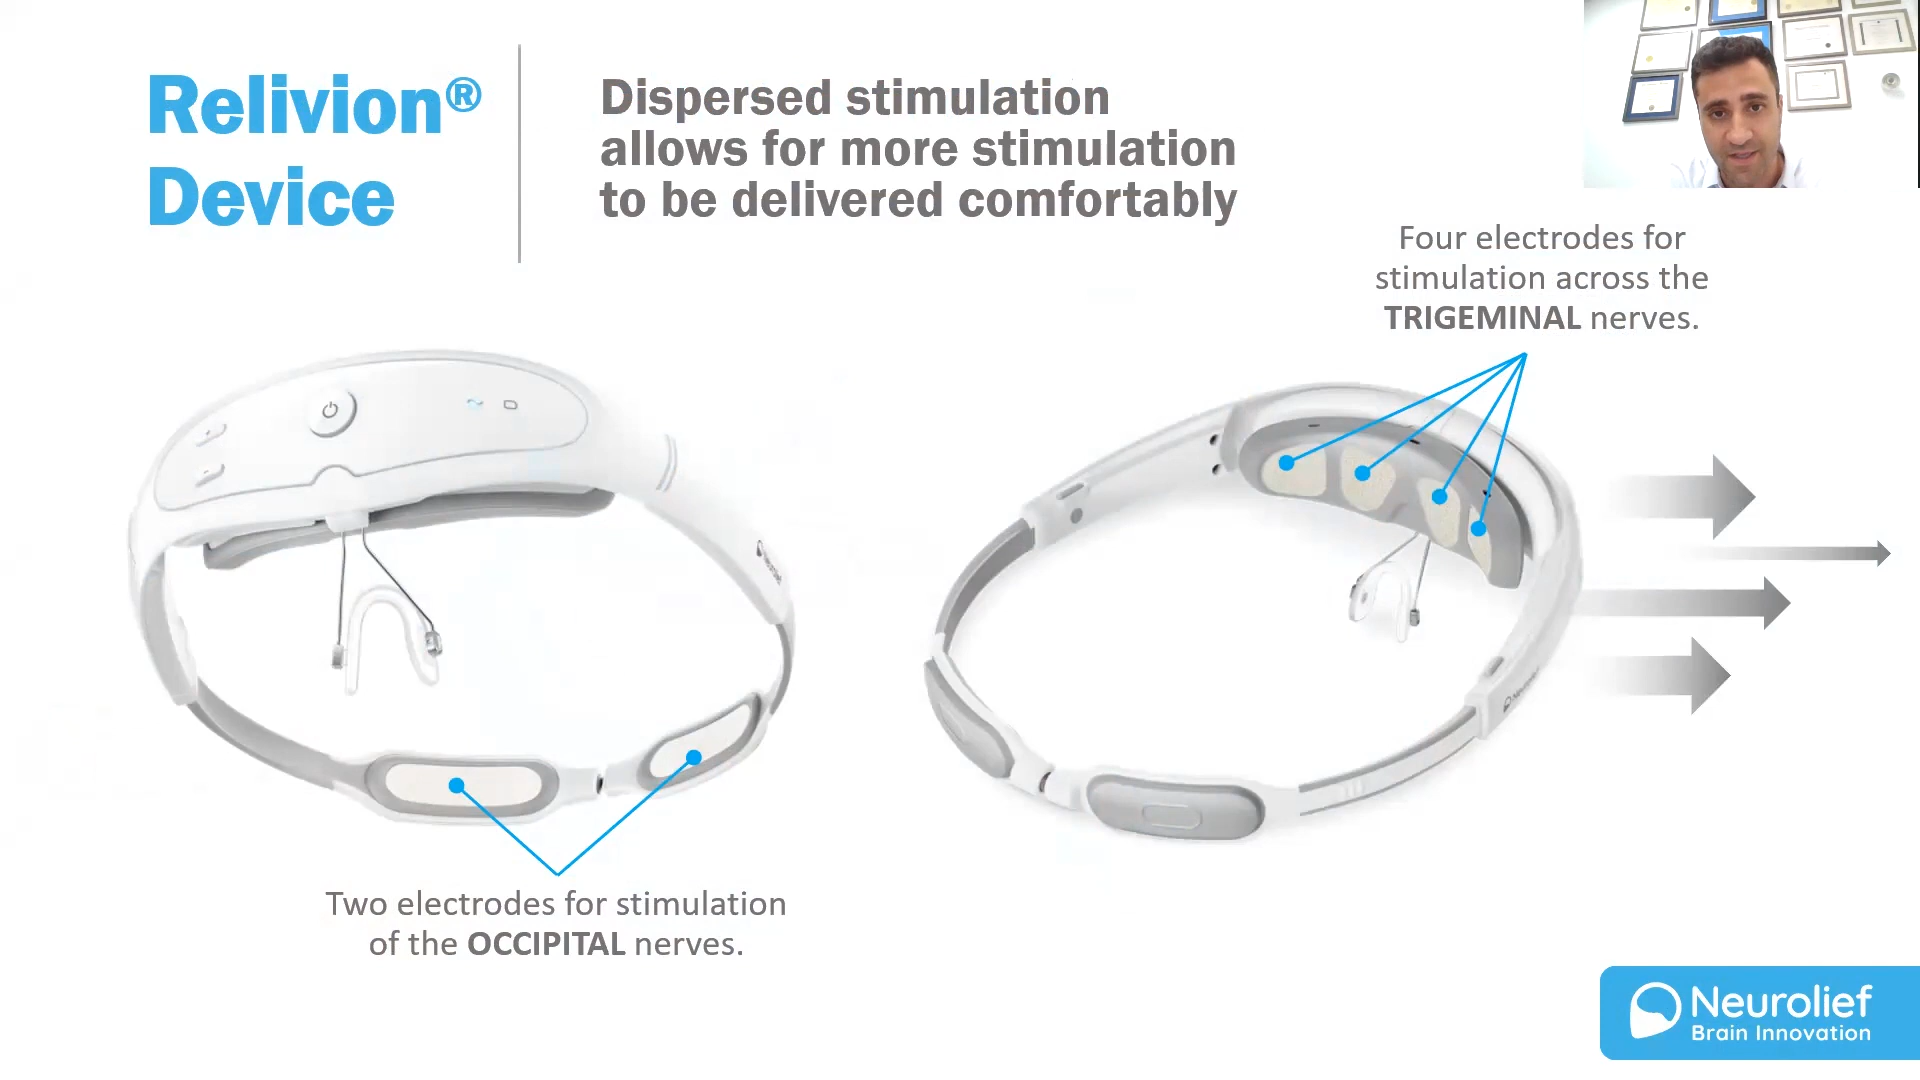 Relivion®
Device
Dispersed stimulation
allows for more stimulation
to be delivered comfortably
Four electrodes for
stimulation across the
TRIGEMINAL nerves.
Two electrodes for stimulation
of the OCCIPITAL nerves.
Neurolief
Brain Innovation